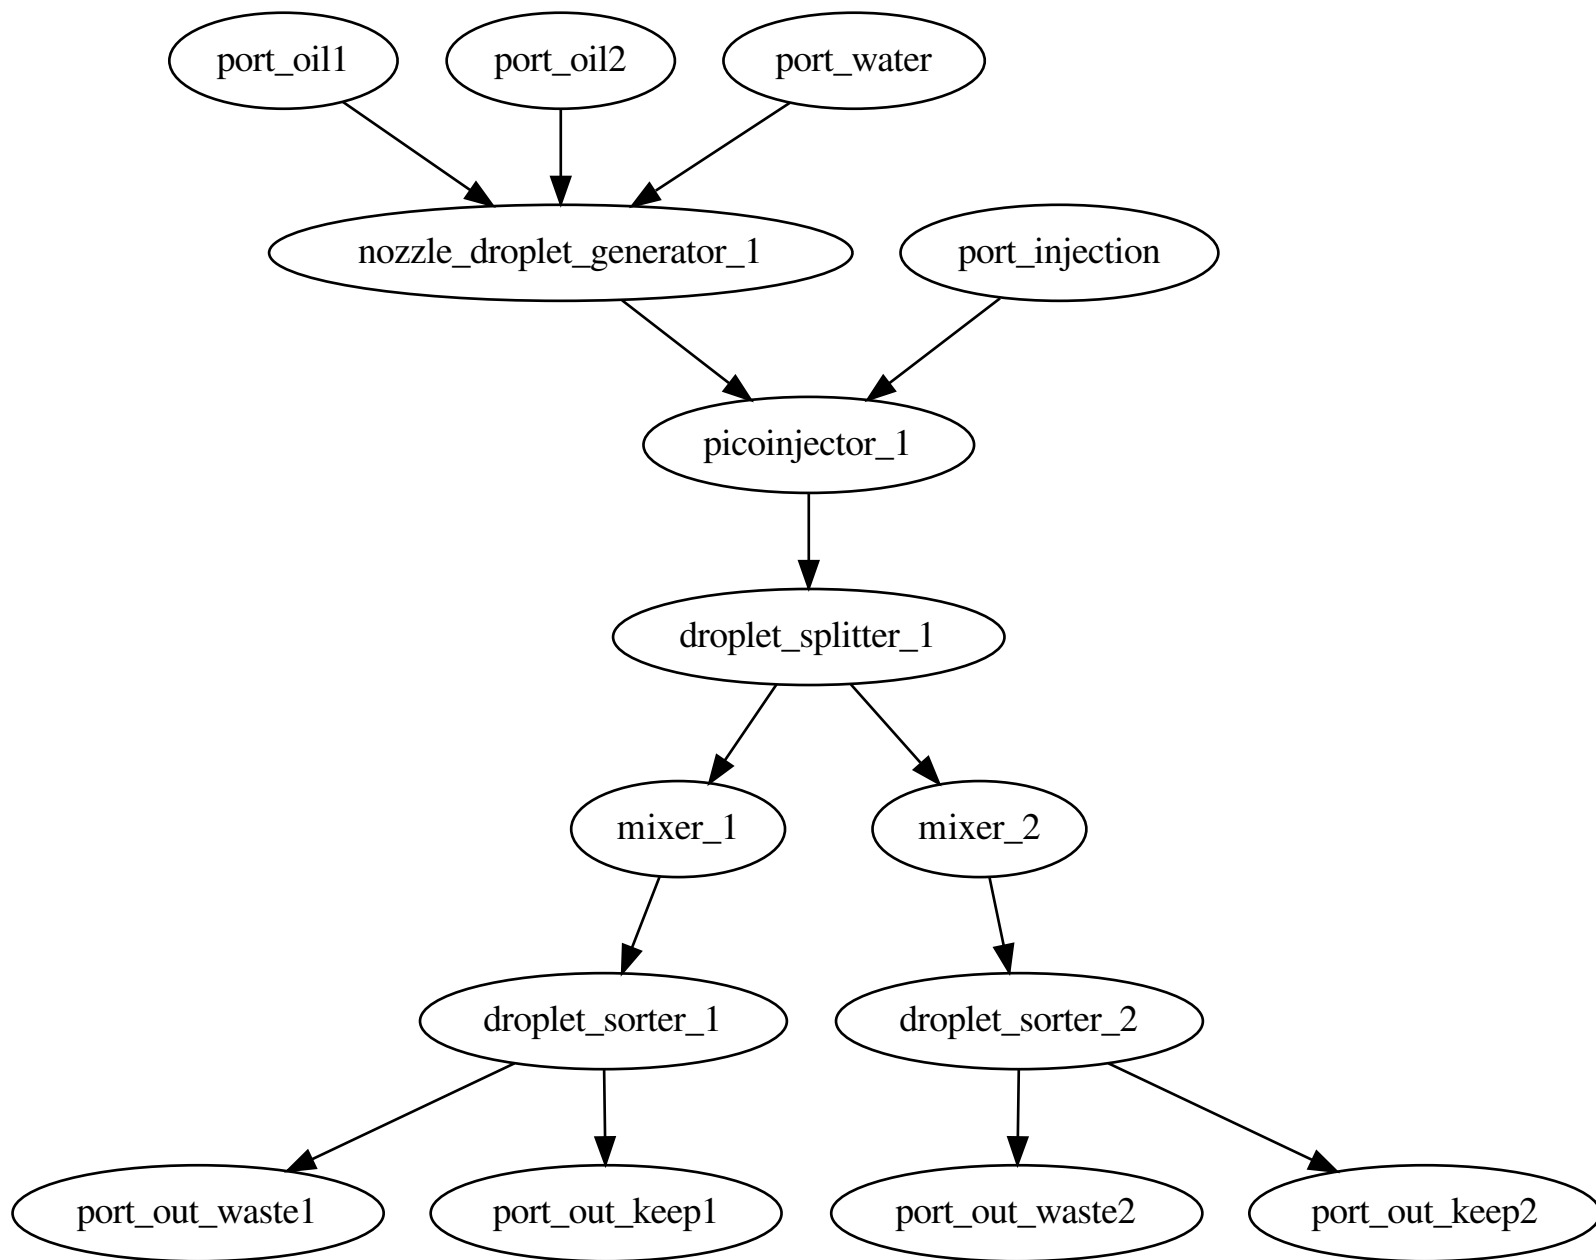 port_oil1
port_oil2
port_water
nozzle_droplet_generator_1
port_injection
picoinjector_1
droplet_splitter_1
mixer_1
mixer_2
droplet_sorter_1
droplet_sorter_2
port_out_waste1
port_out_keep1
port_out_waste2
port_out_keep2